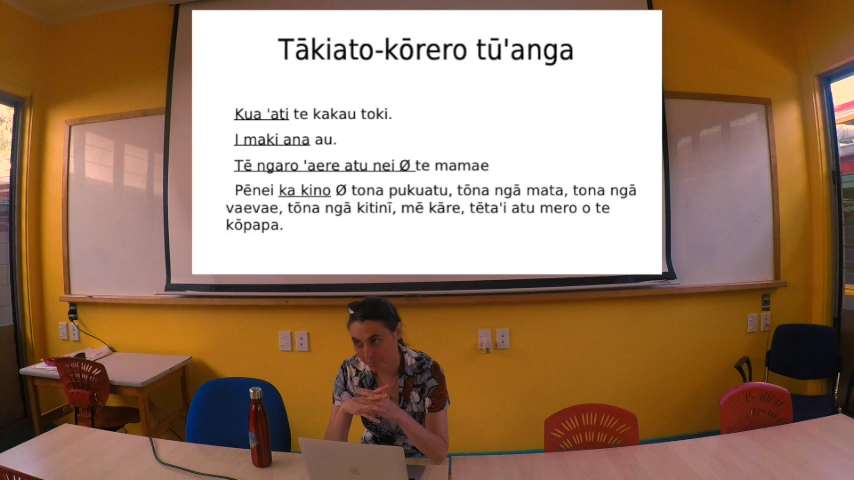 Tākiato-kōrero tū'anga
Kua 'ati te kakau toki.
I maki ana au.
Tē ngaro 'aere atu nei Ø te mamae
Pēnei ka kino Ø tona pukuatu, tōna ngā mata, tona ngā
vaevae, tōna ngā kitinī, mē kāre, tēta'i atu mero o te
kōpapa.